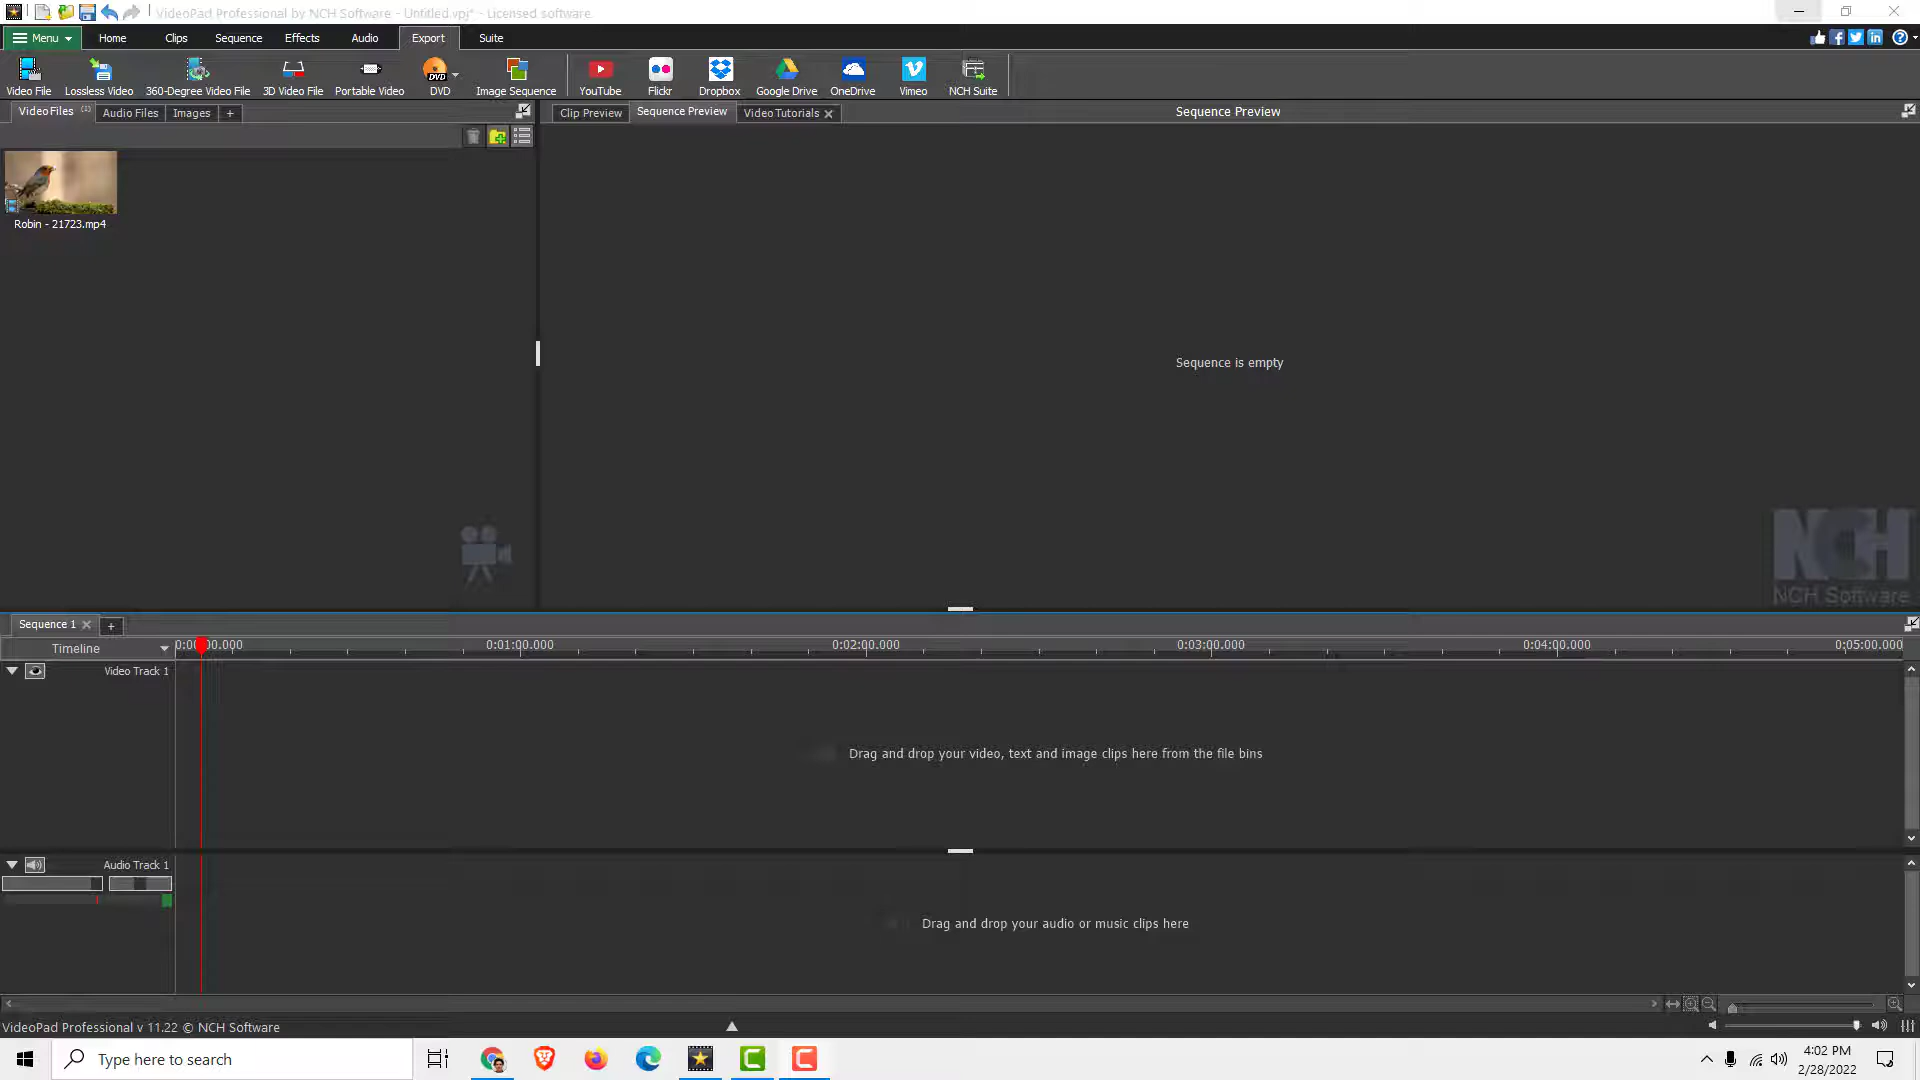 VideoPad Professional by NCH Software - Untitled.vpj* - Licensed software
Menu Home Clips Sequence Effects Audio Export Suite
Video File Lossless Video 360-Degree Video File 3D Video File Portable Video DVD Image Sequence YouTube Flickr Dropbox Google Drive OneDrive Vimeo NCH Suite
Video Files (1) Audio Files Images +
Clip Preview Sequence Preview Video Tutorials
Sequence Preview
Robin - 21723.mp4
Sequence is empty
NCH
NCH Software
Sequence 1 +
Timeline 0:00:00.000 0:01:00.000 0:02:00.000 0:03:00.000 0:04:00.000 0:05:00.000
Video Track 1
Drag and drop your video, text and image clips here from the file bins
Audio Track 1
Drag and drop your audio or music clips here
VideoPad Professional v 11.22 © NCH Software
Type here to search
4:02 PM
2/28/2022